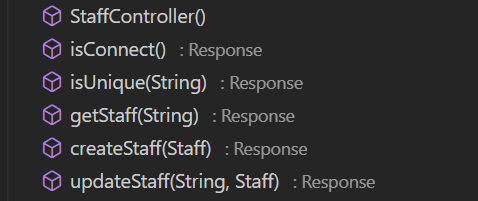 StaffController()
isConnect() : Response
isUnique(String) : Response
getStaff(String) : Response
createStaff(Staff) : Response
updateStaff(String, Staff) : Response